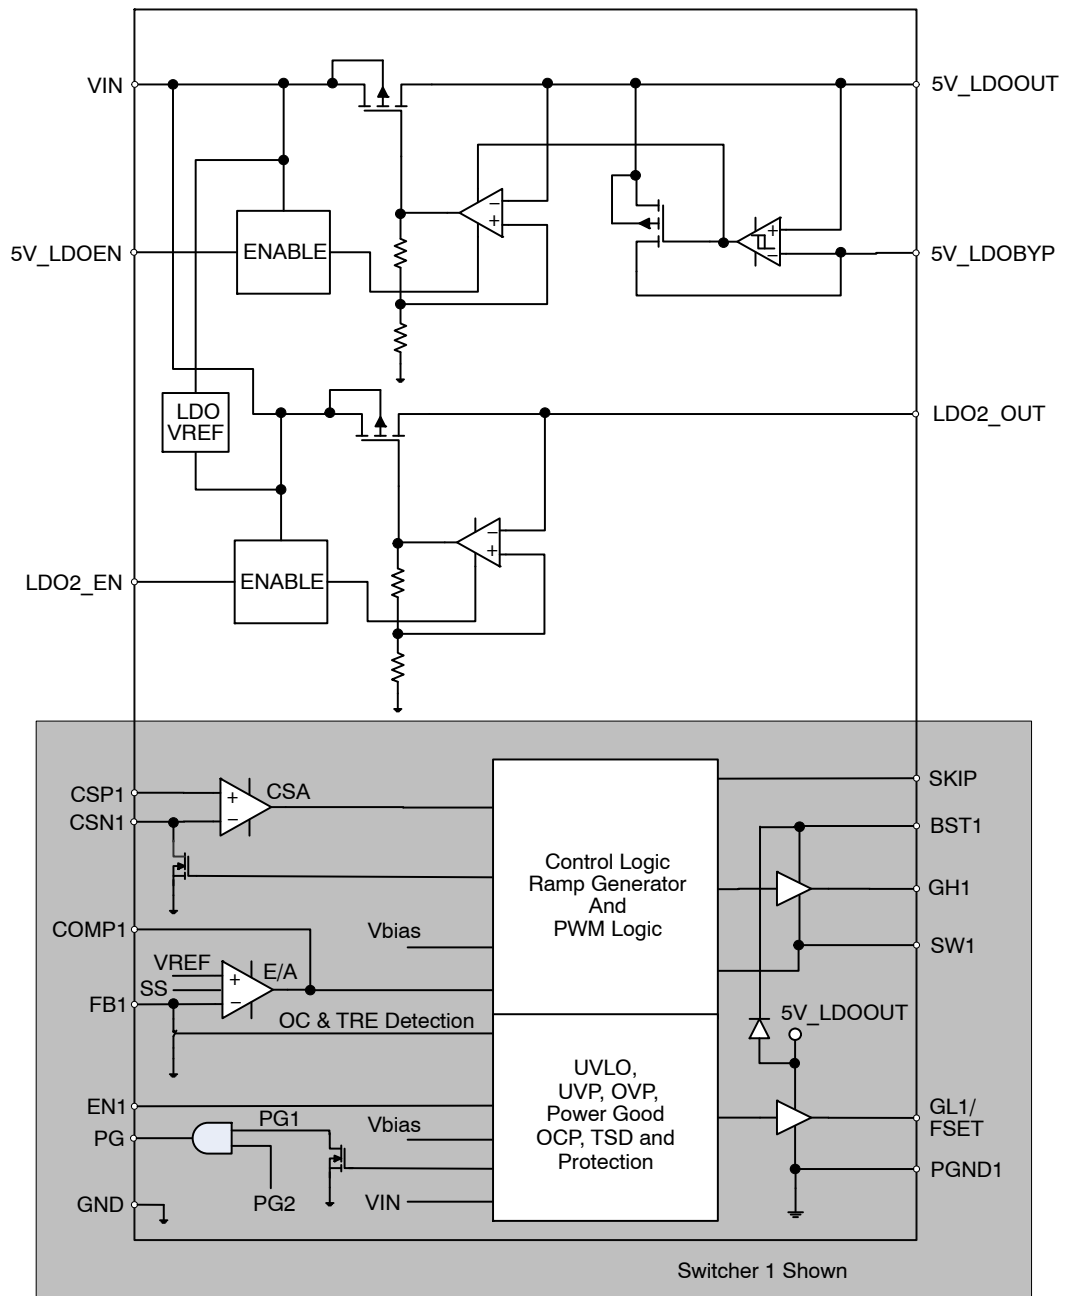 VIN
5V_LDOOUT
5V_LDOEN
ENABLE
−
+
+
−
5V_LDOBYP
LDO
VREF
LDO2_OUT
LDO2_EN
ENABLE
−
+
CSP1
+
−
CSA
CSN1
SKIP
BST1
Control Logic
Ramp Generator
And
PWM Logic
GH1
COMP1
Vbias
SW1
VREF
SS
+
−
E/A
FB1
OC & TRE Detection
5V_LDOOUT
UVLO,
UVP, OVP,
Power Good
OCP, TSD and
Protection
EN1
PG
PG1
PG2
Vbias
GL1/
FSET
PGND1
GND
VIN
Switcher 1 Shown